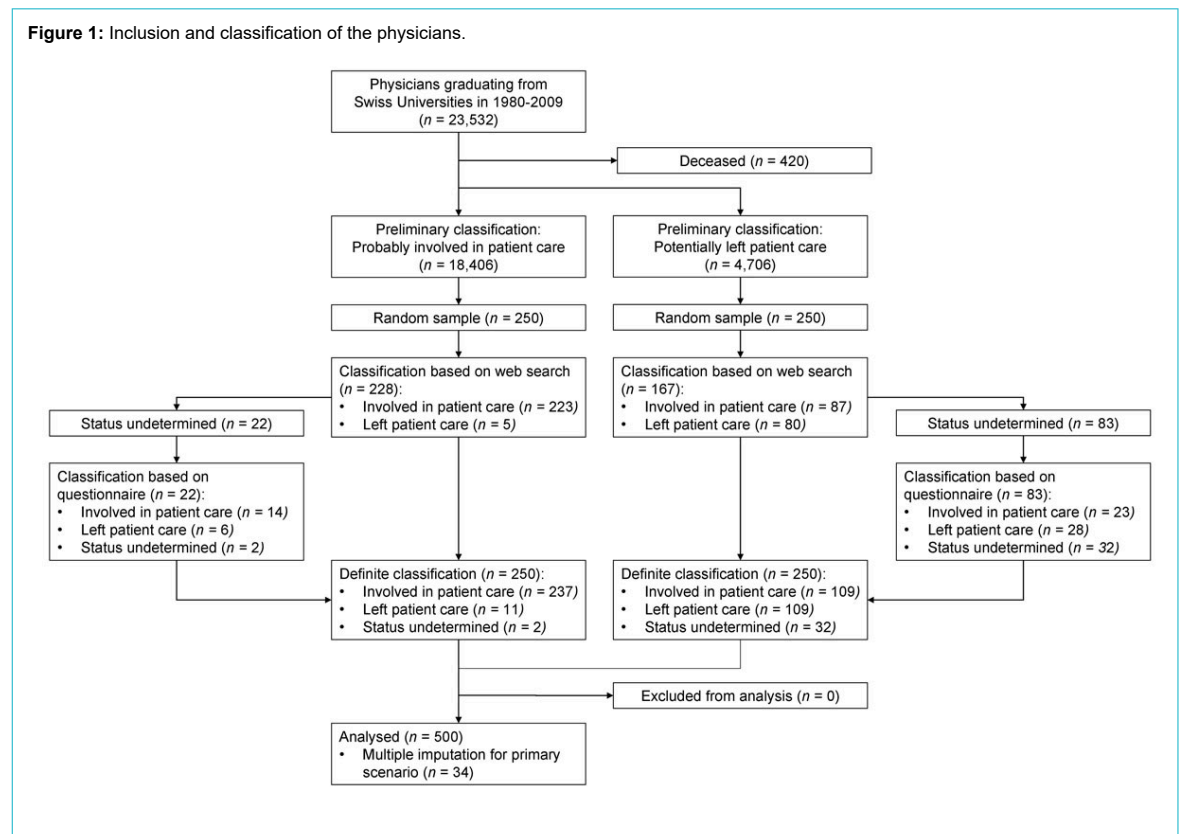 Figure 1: Inclusion and classification of the physicians.
Physicians graduating from
Swiss Universities in 1980-2009
(n = 23,532)
Deceased (n = 420)
Preliminary classification:
Probably involved in patient care
(n = 18,406)
Preliminary classification:
Potentially left patient care
(n = 4,706)
Random sample (n = 250)
Random sample (n = 250)
Classification based on web search
(n = 228):
• Involved in patient care (n = 223)
• Left patient care (n = 5)
Classification based on web search
(n = 167):
• Involved in patient care (n = 87)
• Left patient care (n = 80)
Status undetermined (n = 22)
Status undetermined (n = 83)
Classification based on
questionnaire (n = 22):
• Involved in patient care (n = 14)
• Left patient care (n = 6)
• Status undetermined (n = 2)
Classification based on
questionnaire (n = 83):
• Involved in patient care (n = 23)
• Left patient care (n = 28)
• Status undetermined (n = 32)
Definite classification (n = 250):
• Involved in patient care (n = 237)
• Left patient care (n = 11)
• Status undetermined (n = 2)
Definite classification (n = 250):
• Involved in patient care (n = 109)
• Left patient care (n = 109)
• Status undetermined (n = 32)
Excluded from analysis (n = 0)
Analysed (n = 500)
• Multiple imputation for primary
scenario (n = 34)